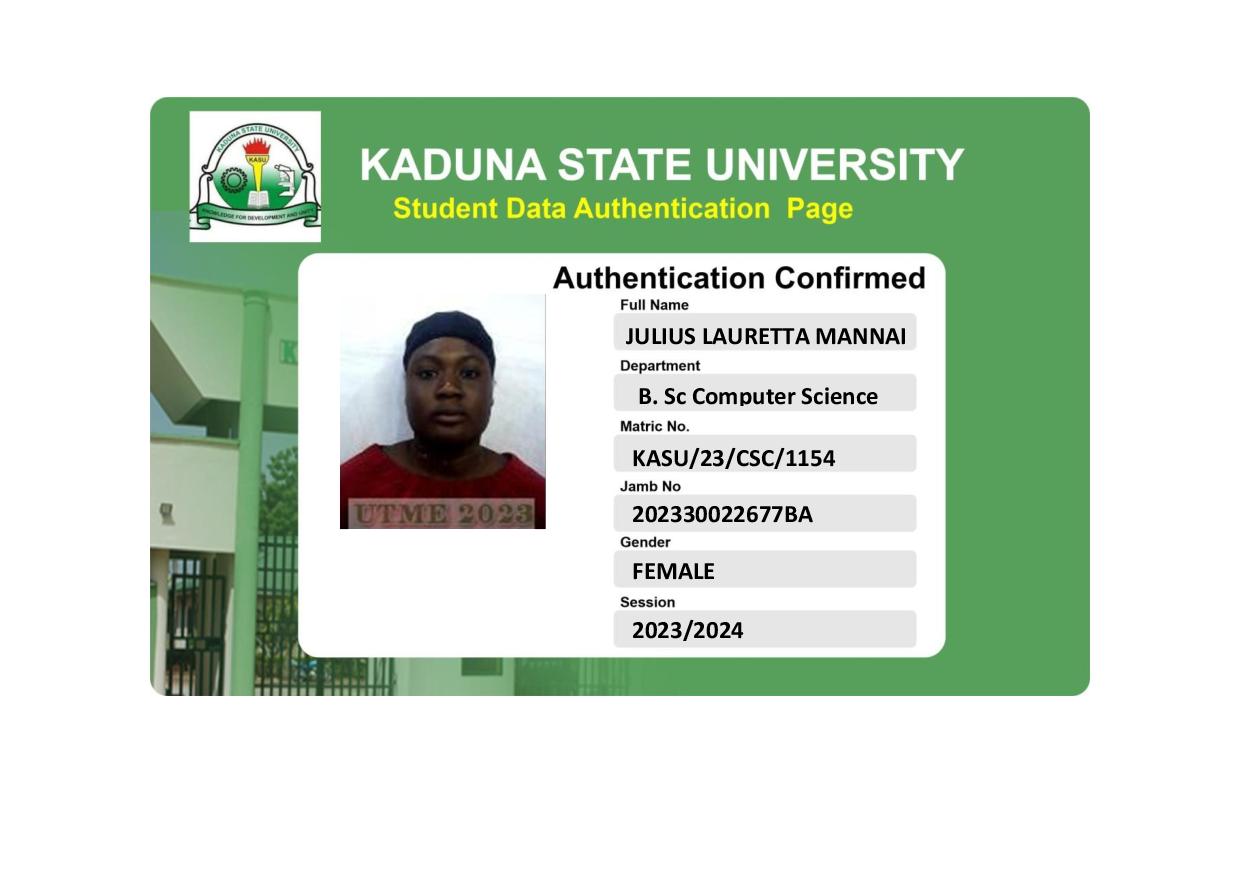 KADUNA STATE UNIVERSITY
KASU
KNOWLEDGE FOR DEVELOPMENT AND UNITY
KADUNA STATE UNIVERSITY
Student Data Authentication Page
Authentication Confirmed
Full Name
JULIUS LAURETTA MANNAI
Department
B. Sc Computer Science
Matric No.
KASU/23/CSC/1154
Jamb No
202330022677BA
Gender
FEMALE
Session
2023/2024
UTME 2023
K